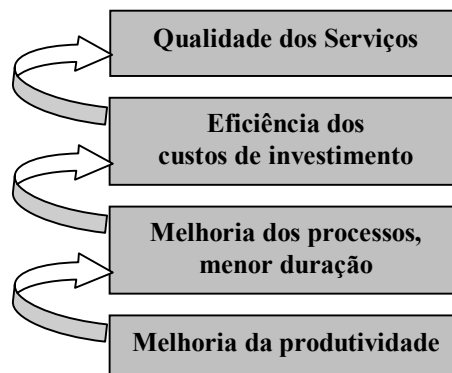 Qualidade dos Serviços
Eficiência dos
custos de investimento
Melhoria dos processos,
menor duração
Melhoria da produtividade